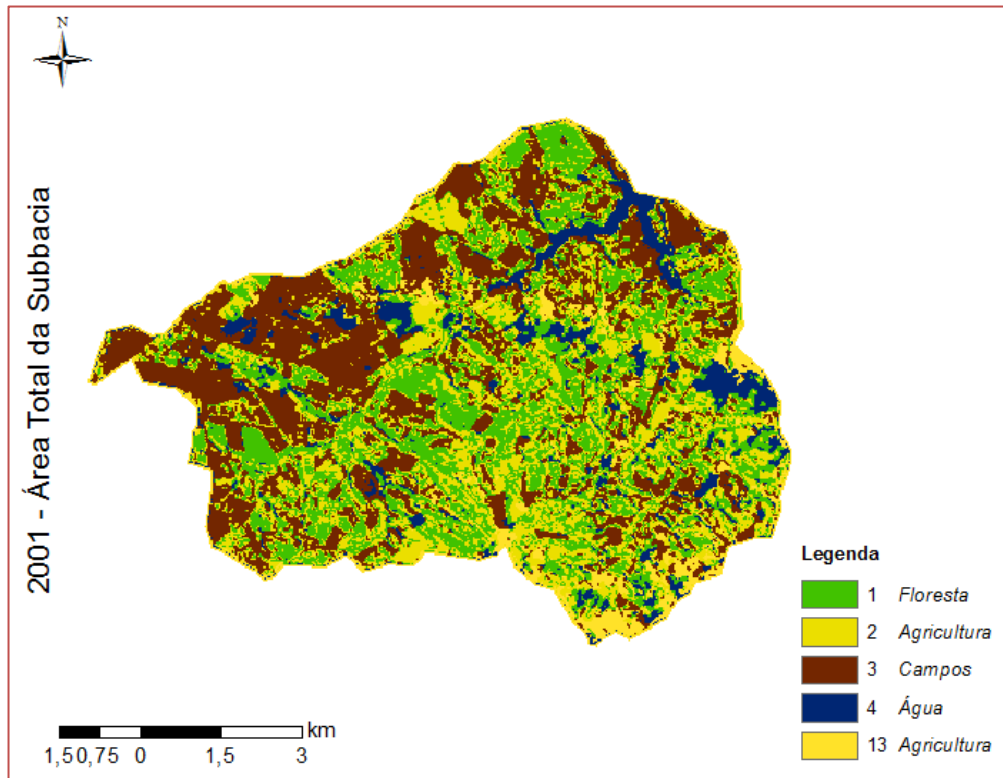 N
2001 - Área Total da Subbacia
Legenda
1 Floresta
2 Agricultura
3 Campos
4 Água
13 Agricultura
km
1,5 0,75 0 1,5 3